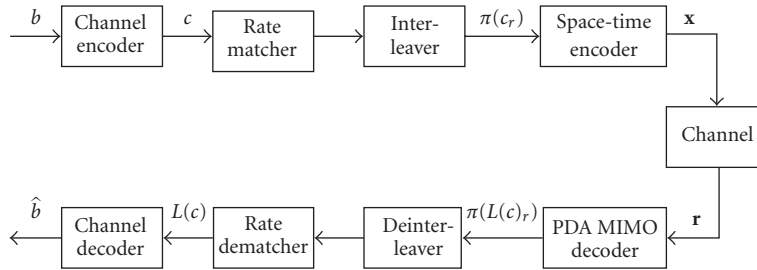 b
Channel
encoder
c
Rate
matcher
Inter-
leaver
π(c_r)
Space-time
encoder
x
Channel
b̂
Channel
decoder
L(c)
Rate
dematcher
Deinter-
leaver
π(L(c)_r)
PDA MIMO
decoder
r